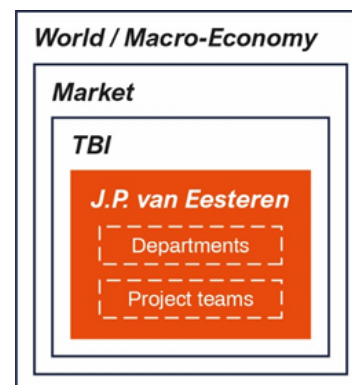 World / Macro-Economy
Market
TBI
J.P. van Eesteren
Departments
Project teams